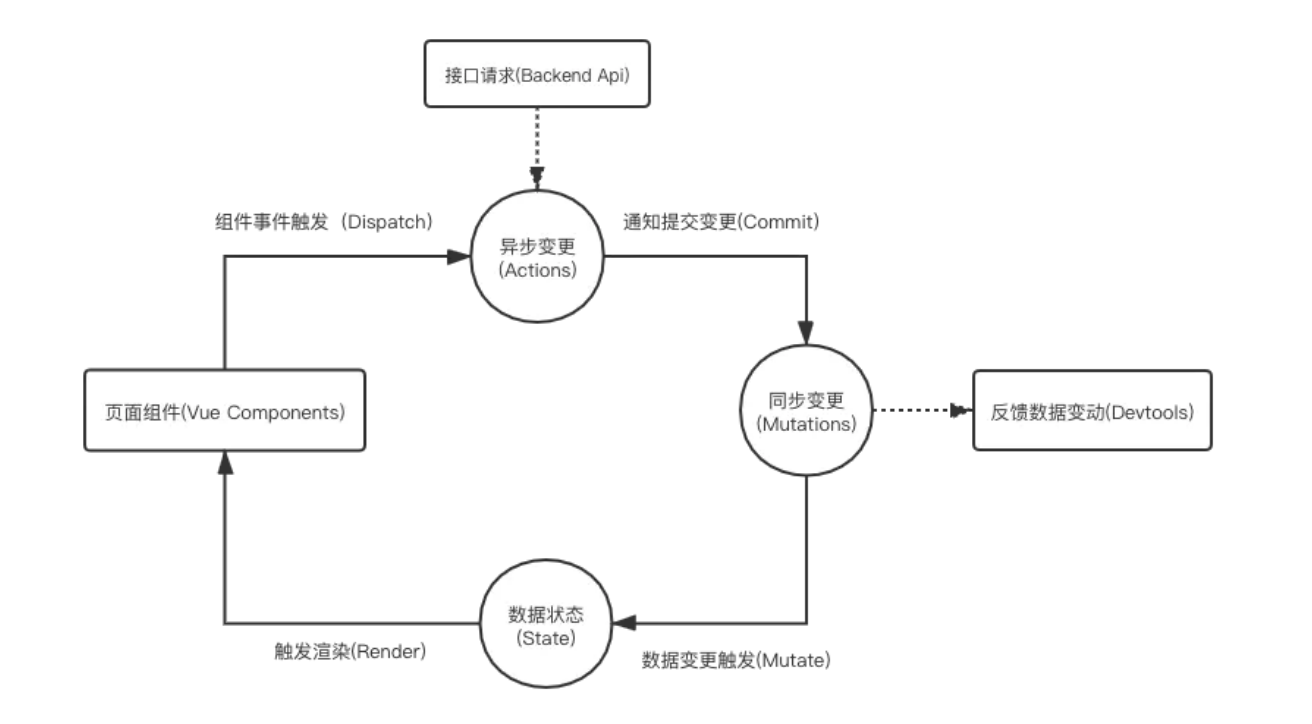 接口请求(Backend Api)
组件事件触发（Dispatch)
通知提交变更(Commit)
异步变更
(Actions)
页面组件(Vue Components)
同步变更
(Mutations)
反馈数据变动(Devtools)
数据状态
(State)
触发渲染(Render)
数据变更触发(Mutate)